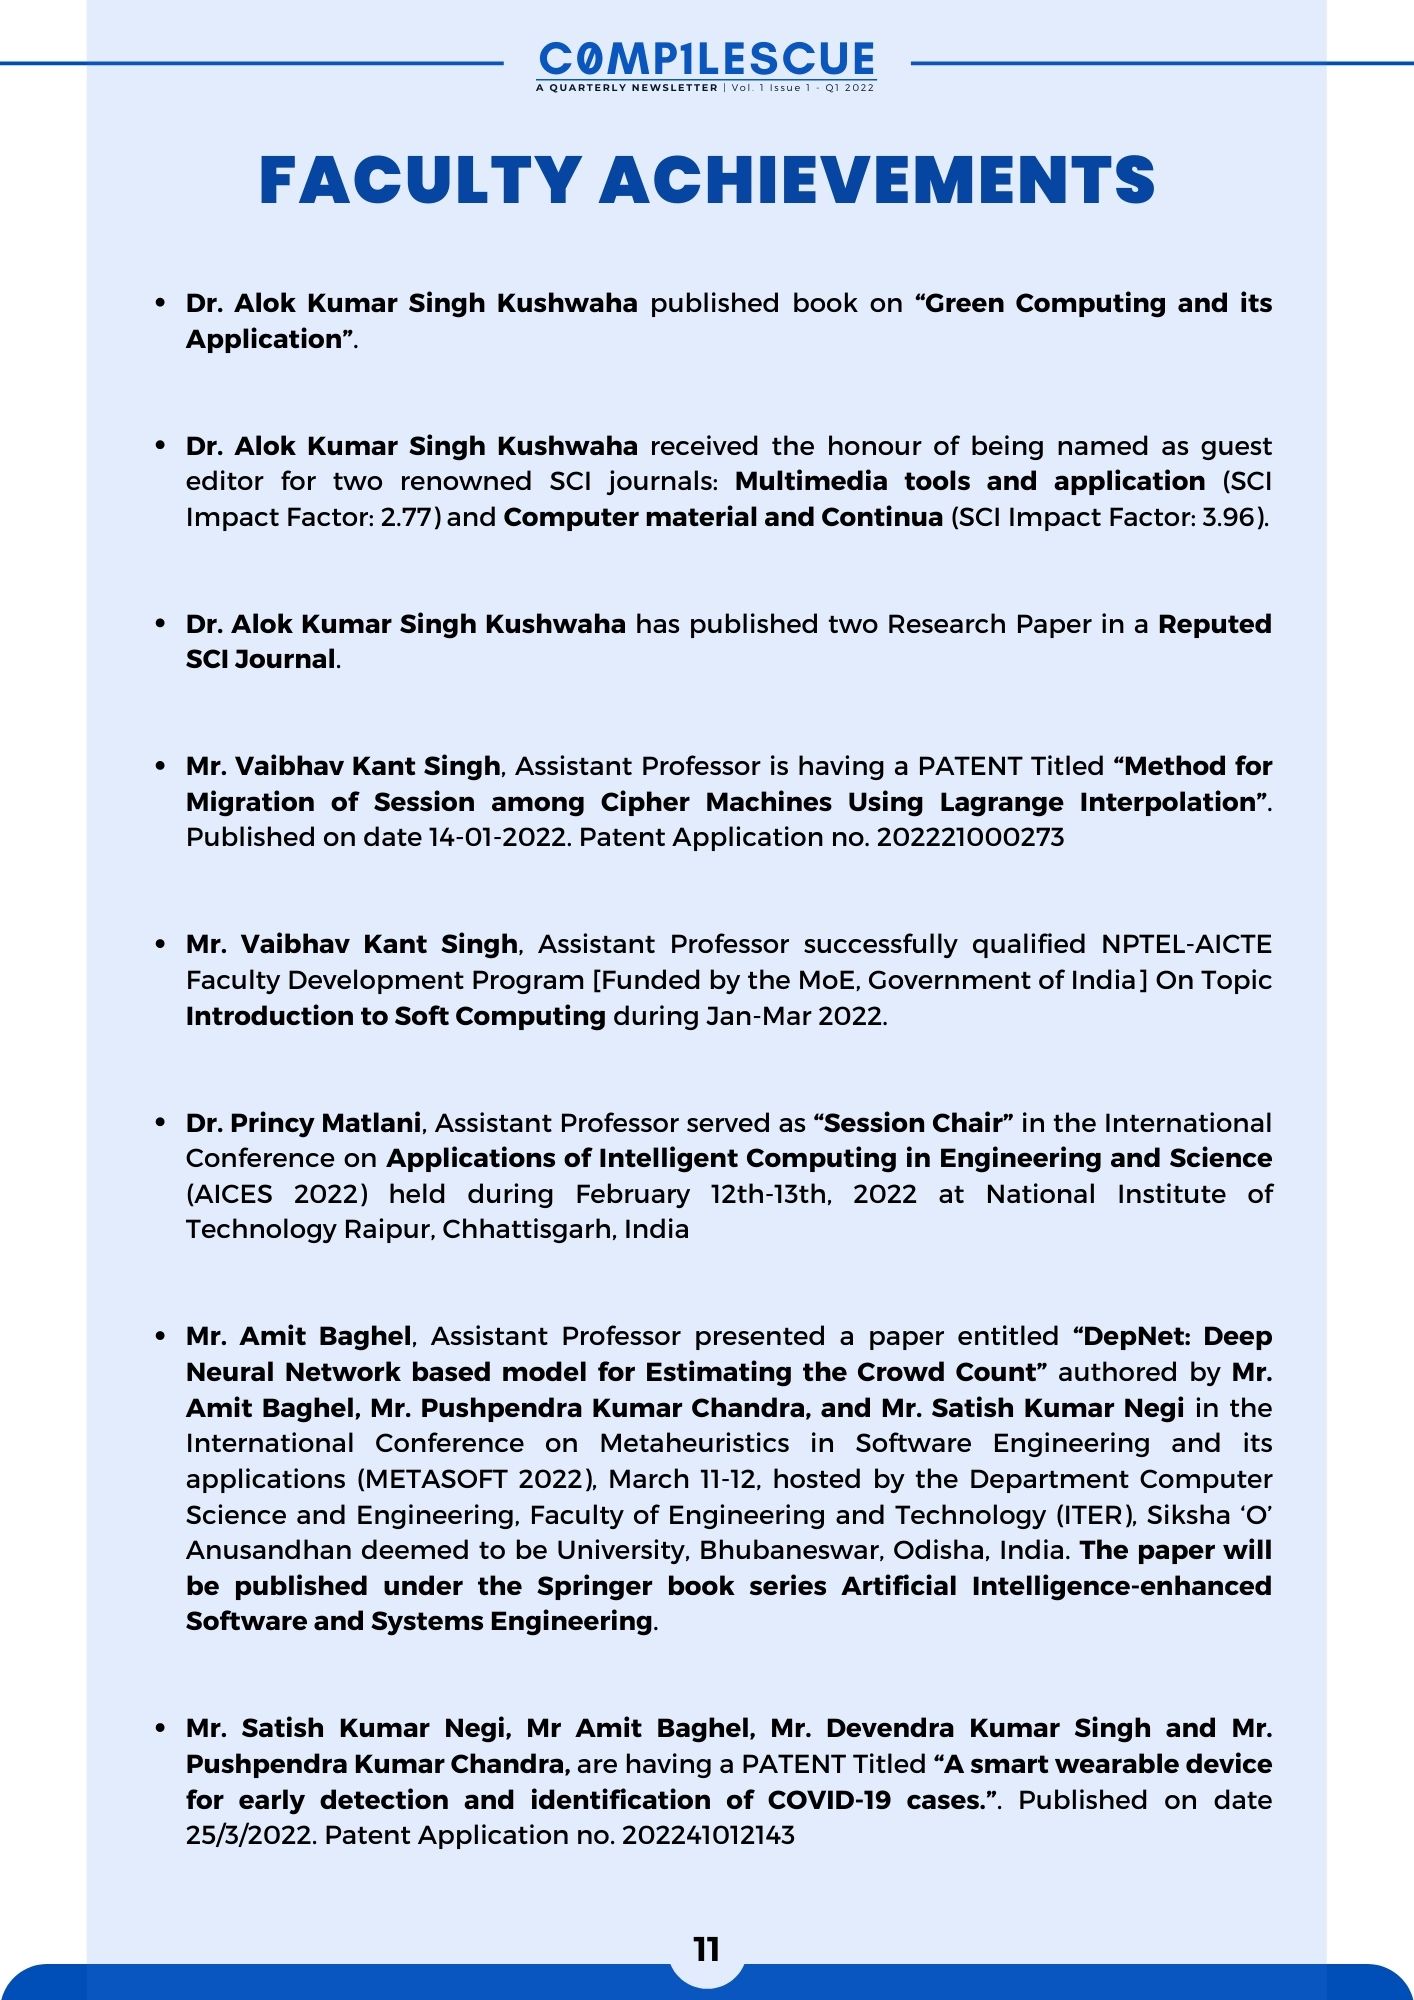 C0MP1LESCUE
A QUARTERLY NEWSLETTER | Vol. 1 Issue 1 - Q1 2022
FACULTY ACHIEVEMENTS
• Dr. Alok Kumar Singh Kushwaha published book on “Green Computing and its
Application”.
• Dr. Alok Kumar Singh Kushwaha received the honour of being named as guest
editor for two renowned SCI journals: Multimedia tools and application (SCI
Impact Factor: 2.77) and Computer material and Continua (SCI Impact Factor: 3.96).
• Dr. Alok Kumar Singh Kushwaha has published two Research Paper in a Reputed
SCI Journal.
• Mr. Vaibhav Kant Singh, Assistant Professor is having a PATENT Titled “Method for
Migration of Session among Cipher Machines Using Lagrange Interpolation”.
Published on date 14-01-2022. Patent Application no. 202221000273
• Mr. Vaibhav Kant Singh, Assistant Professor successfully qualified NPTEL-AICTE
Faculty Development Program [Funded by the MoE, Government of India] On Topic
Introduction to Soft Computing during Jan-Mar 2022.
• Dr. Princy Matlani, Assistant Professor served as “Session Chair” in the International
Conference on Applications of Intelligent Computing in Engineering and Science
(AICES 2022) held during February 12th-13th, 2022 at National Institute of
Technology Raipur, Chhattisgarh, India
• Mr. Amit Baghel, Assistant Professor presented a paper entitled “DepNet: Deep
Neural Network based model for Estimating the Crowd Count” authored by Mr.
Amit Baghel, Mr. Pushpendra Kumar Chandra, and Mr. Satish Kumar Negi in the
International Conference on Metaheuristics in Software Engineering and its
applications (METASOFT 2022), March 11-12, hosted by the Department Computer
Science and Engineering, Faculty of Engineering and Technology (ITER), Siksha ‘O’
Anusandhan deemed to be University, Bhubaneswar, Odisha, India. The paper will
be published under the Springer book series Artificial Intelligence-enhanced
Software and Systems Engineering.
• Mr. Satish Kumar Negi, Mr Amit Baghel, Mr. Devendra Kumar Singh and Mr.
Pushpendra Kumar Chandra, are having a PATENT Titled “A smart wearable device
for early detection and identification of COVID-19 cases.”. Published on date
25/3/2022. Patent Application no. 202241012143
11